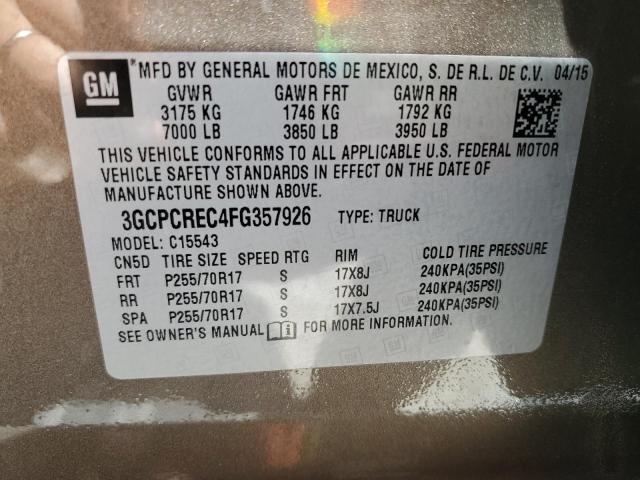 GM
*MFD BY GENERAL MOTORS DE MEXICO, S. DE R.L. DE C.V. 04/15
GVWR GAWR FRT GAWR RR
3175 KG 1746 KG 1792 KG
7000 LB 3850 LB 3950 LB
THIS VEHICLE CONFORMS TO ALL APPLICABLE U.S. FEDERAL MOTOR
VEHICLE SAFETY STANDARDS IN EFFECT ON THE DATE OF
MANUFACTURE SHOWN ABOVE.
3GCPCREC4FG357926 TYPE: TRUCK
MODEL: C15543
CN5D TIRE SIZE SPEED RTG RIM COLD TIRE PRESSURE
FRT P255/70R17 S 17X8J 240KPA(35PSI)
RR P255/70R17 S 17X8J 240KPA(35PSI)
SPA P255/70R17 S 17X7.5J 240KPA(35PSI)
SEE OWNER'S MANUAL FOR MORE INFORMATION.